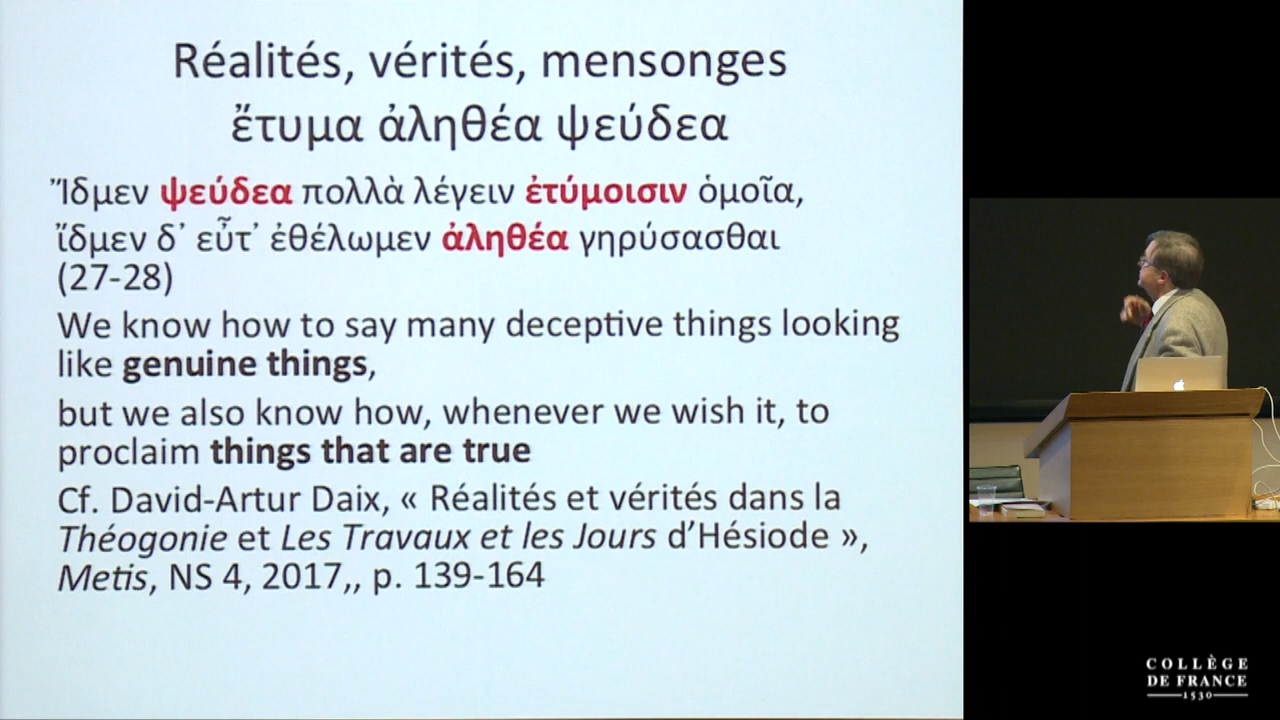 Réalités, vérités, mensonges
ἔτυμα ἀληθέα ψεύδεα
Ἴδμεν ψεύδεα πολλὰ λέγειν ἐτύμοισιν ὁμοῖα,
ἴδμεν δ᾽ εὖτ᾽ ἐθέλωμεν ἀληθέα γηρύσασθαι
(27-28)
We know how to say many deceptive things looking
like genuine things,
but we also know how, whenever we wish it, to
proclaim things that are true
Cf. David-Artur Daix, « Réalités et vérités dans la
Théogonie et Les Travaux et les Jours d’Hésiode »,
Metis, NS 4, 2017,, p. 139-164
COLLÈGE
DE FRANCE
1530